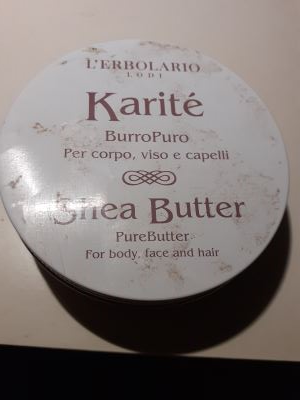 L'ERBOLARIO
LODI
Karité
BurroPuro
Per corpo, viso e capelli
Shea Butter
PureButter
For body, face and hair